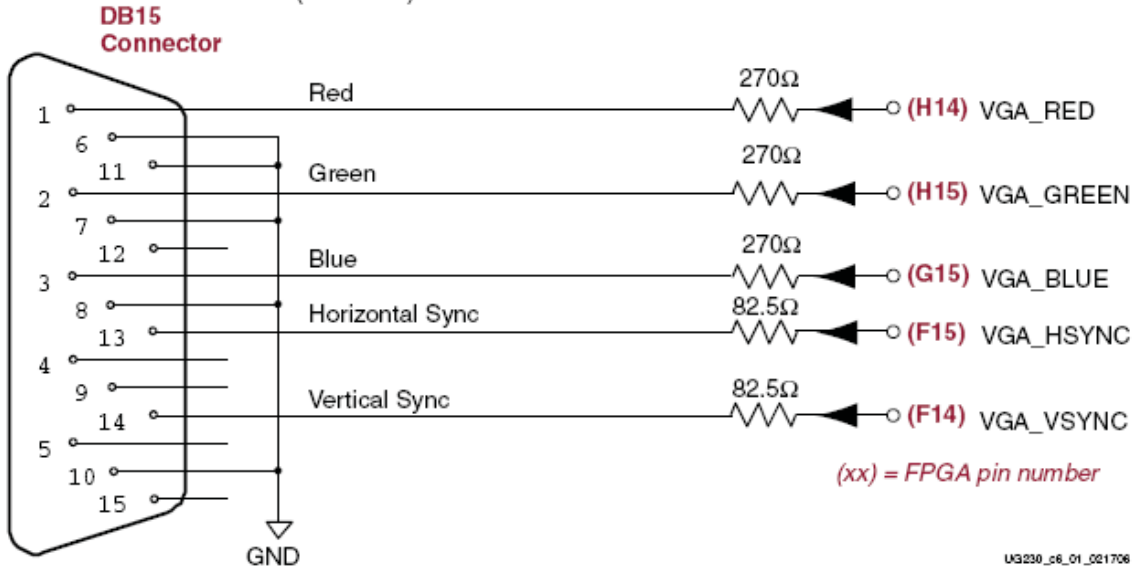 DB15
Connector
1
6
11
2
7
12
3
8
13
4
9
14
5
10
15
Red
Green
Blue
Horizontal Sync
Vertical Sync
GND
270Ω
(H14) VGA_RED
270Ω
(H15) VGA_GREEN
270Ω
(G15) VGA_BLUE
82.5Ω
(F15) VGA_HSYNC
82.5Ω
(F14) VGA_VSYNC
(xx) = FPGA pin number
UG230_c6_01_021706